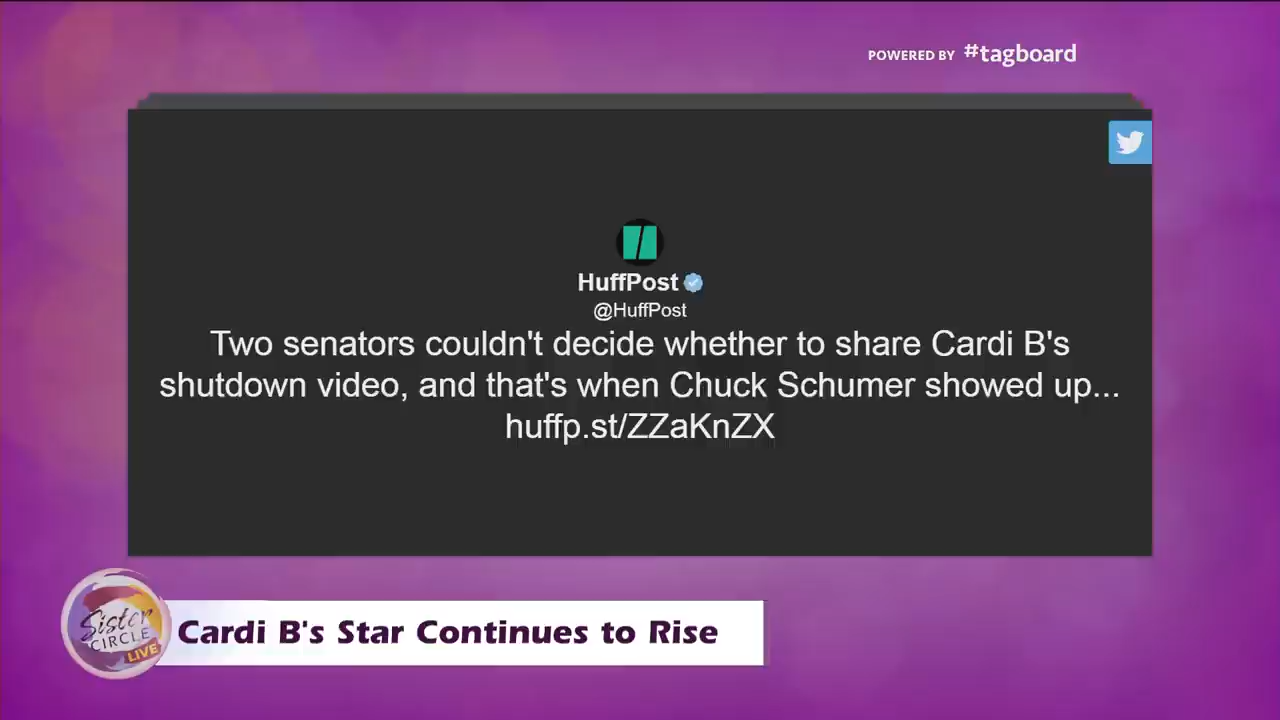 POWERED BY #tagboard
HuffPost
@HuffPost
Two senators couldn't decide whether to share Cardi B's
shutdown video, and that's when Chuck Schumer showed up...
huffp.st/ZZaKnZX
Sister
CIRCLE
LIVE
Cardi B's Star Continues to Rise